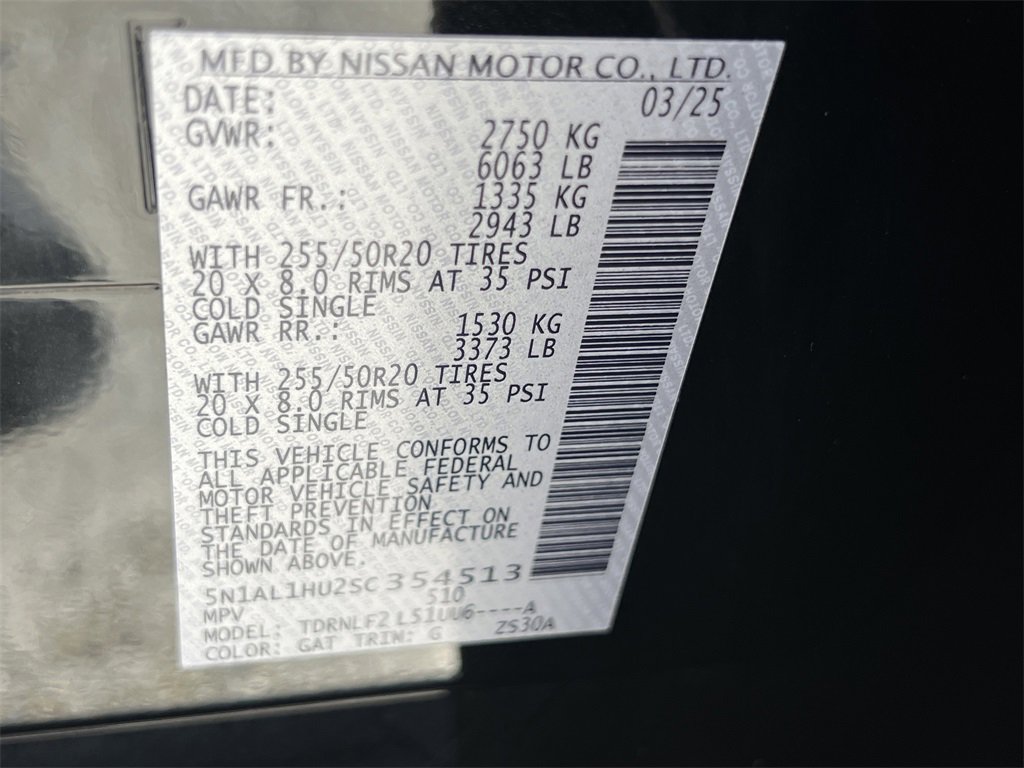 MFD BY NISSAN MOTOR CO., LTD.
DATE: 03/25
GVWR: 2750 KG
6063 LB
GAWR FR.: 1335 KG
2943 LB
WITH 255/50R20 TIRES
20 X 8.0 RIMS AT 35 PSI
COLD SINGLE
GAWR RR.: 1530 KG
3373 LB
WITH 255/50R20 TIRES
20 X 8.0 RIMS AT 35 PSI
COLD SINGLE
THIS VEHICLE CONFORMS TO
ALL APPLICABLE FEDERAL
MOTOR VEHICLE SAFETY AND
THEFT PREVENTION
STANDARDS IN EFFECT ON
THE DATE OF MANUFACTURE
SHOWN ABOVE.
5N1AL1HU2SC354513
MPV S10
MODEL: TDRNLF2 L51UU6----A
COLOR: GAT TRIM: G ZS30A